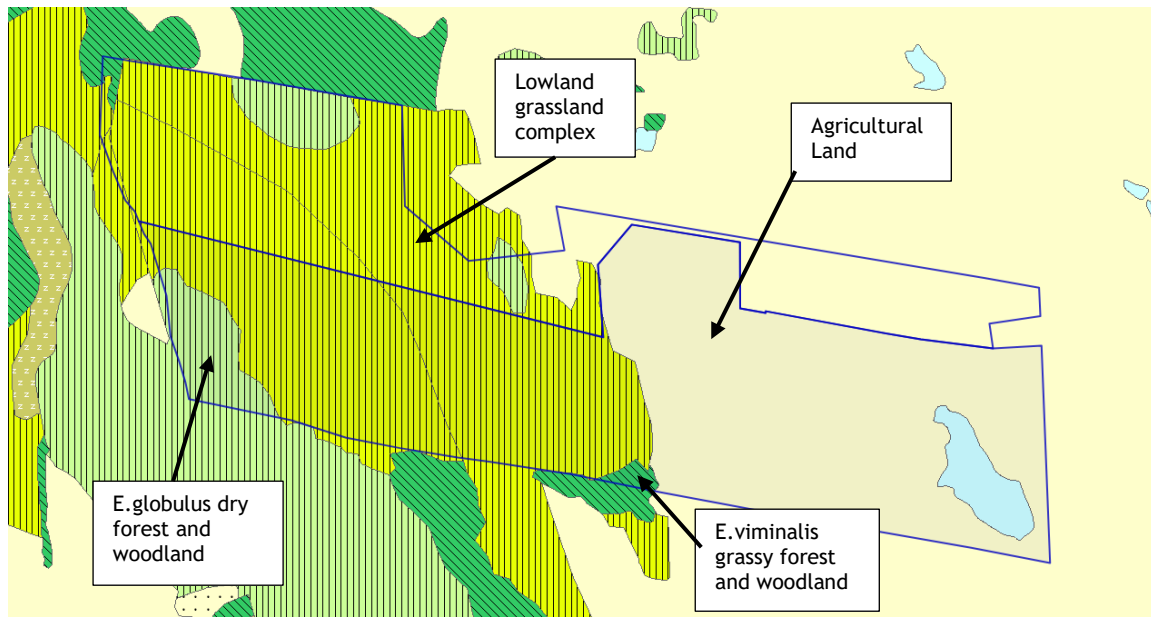 Lowland
grassland
complex
Agricultural
Land
E.globulus dry
forest and
woodland
E.viminalis
grassy forest
and woodland